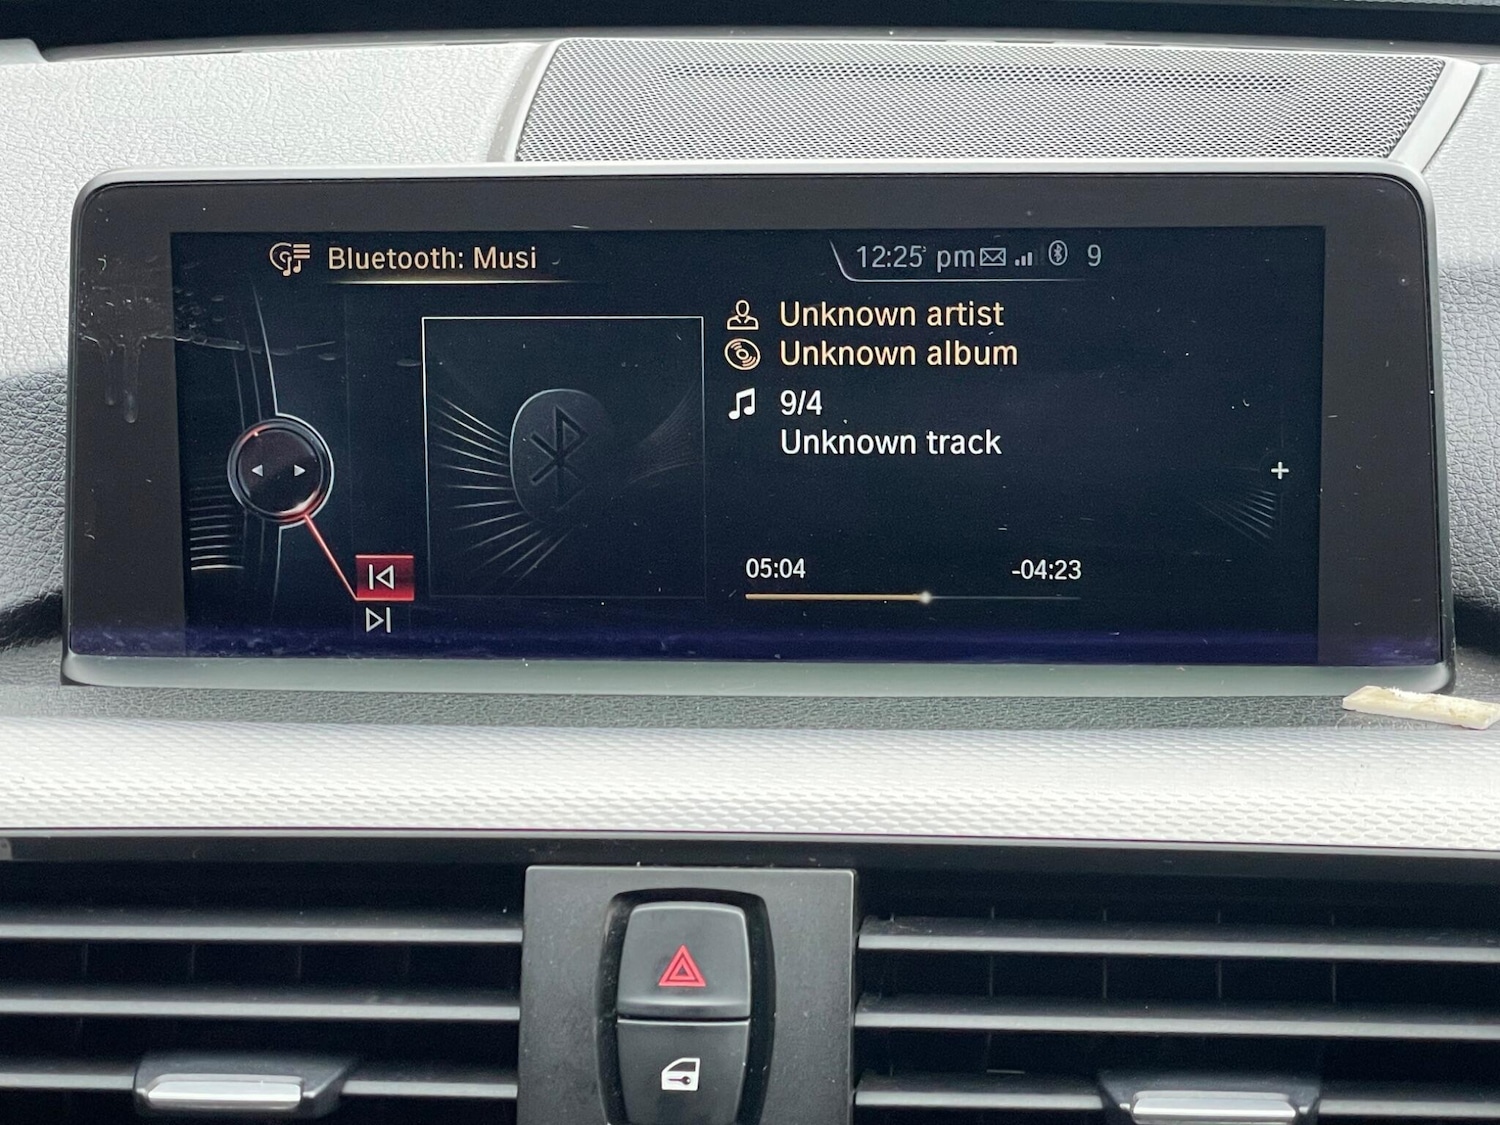 Bluetooth: Musi
12:25 pm 9
Unknown artist
Unknown album
9/4
Unknown track
05:04 -04:23